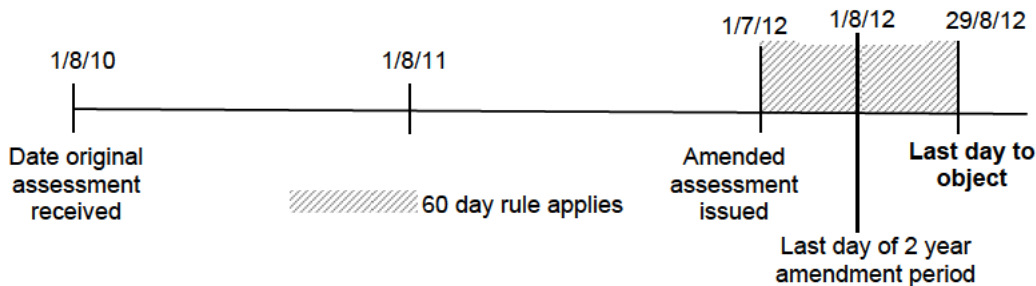 1/8/10
1/8/11
1/7/12
1/8/12
29/8/12
Date original
assessment
received
60 day rule applies
Amended
assessment
issued
Last day of 2 year
amendment period
Last day to
object